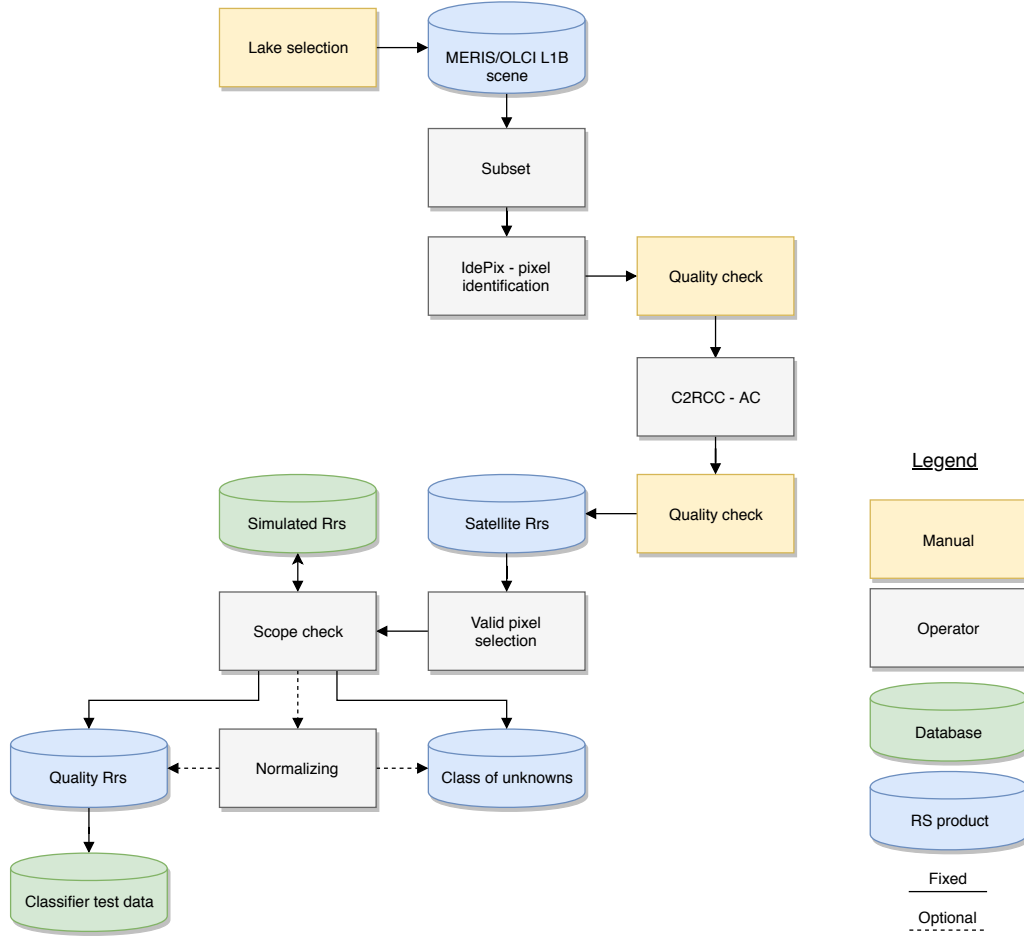 Lake selection
MERIS/OLCI L1B
scene
Subset
IdePix - pixel
identification
Quality check
C2RCC - AC
Quality check
Satellite Rrs
Simulated Rrs
Valid pixel
selection
Scope check
Quality Rrs
Normalizing
Class of unknowns
Classifier test data
Legend
Manual
Operator
Database
RS product
Fixed
Optional